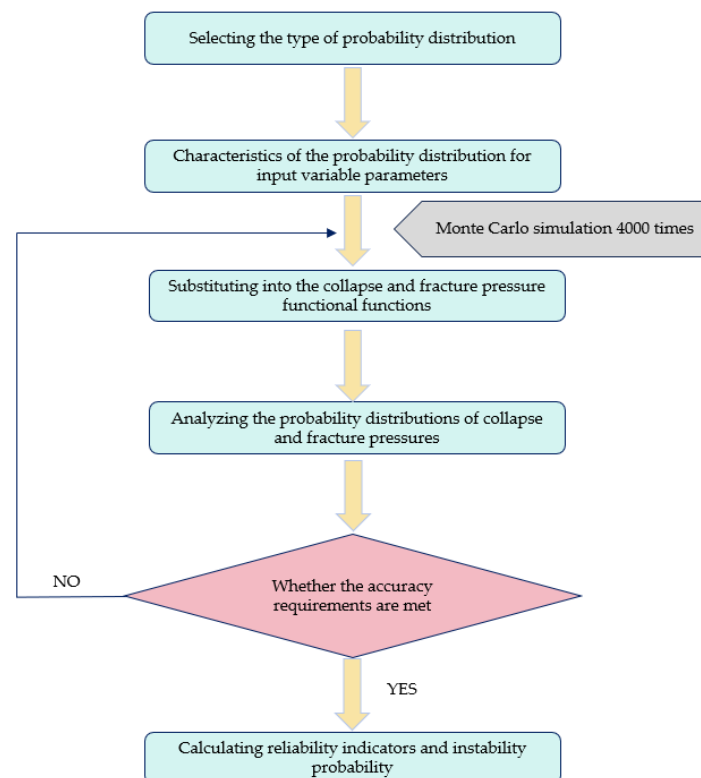 Selecting the type of probability distribution
Characteristics of the probability distribution for
input variable parameters
Monte Carlo simulation 4000 times
Substituting into the collapse and fracture pressure
functional functions
Analyzing the probability distributions of collapse
and fracture pressures
NO
Whether the accuracy
requirements are met
YES
Calculating reliability indicators and instability
probability